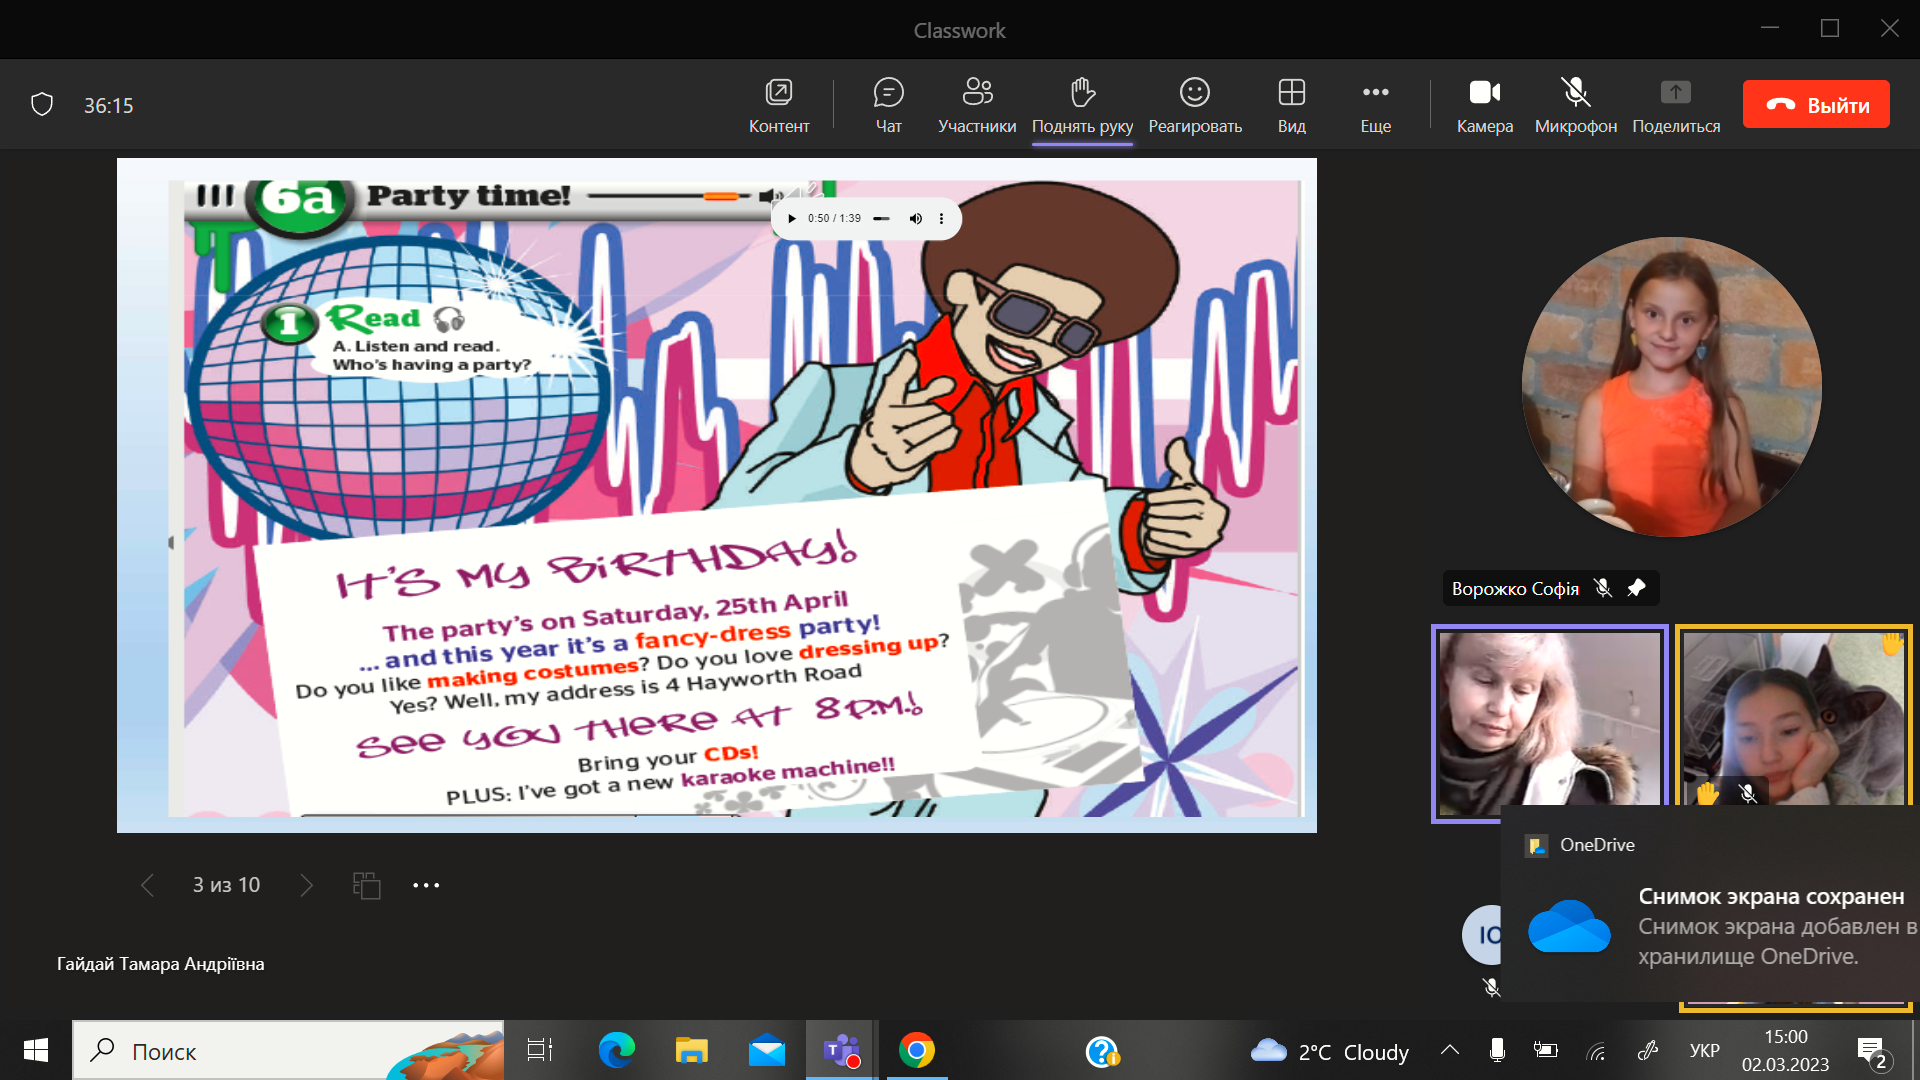 Classwork
36:15
Контент
Чат
Участники
Поднять руку
Реагировать
Вид
Еще
Камера
Микрофон
Поделиться
Выйти
6a
Party time!
0:50 / 1:39
1 Read
A. Listen and read.
Who's having a party?
IT'S MY BIRTHDAY!
The party's on Saturday, 25th April
... and this year it's a fancy-dress party!
Do you like making costumes? Do you love dressing up?
Yes? Well, my address is 4 Hayworth Road
SEE YOU THERE AT 8P.M.!
Bring your CDs!
PLUS: I've got a new karaoke machine!!
Ворожко Софія
3 из 10
Гайдай Тамара Андріївна
IO
OneDrive
Снимок экрана сохранен
Снимок экрана добавлен в
хранилище OneDrive.
Поиск
2°C Cloudy
УКР
15:00
02.03.2023
2